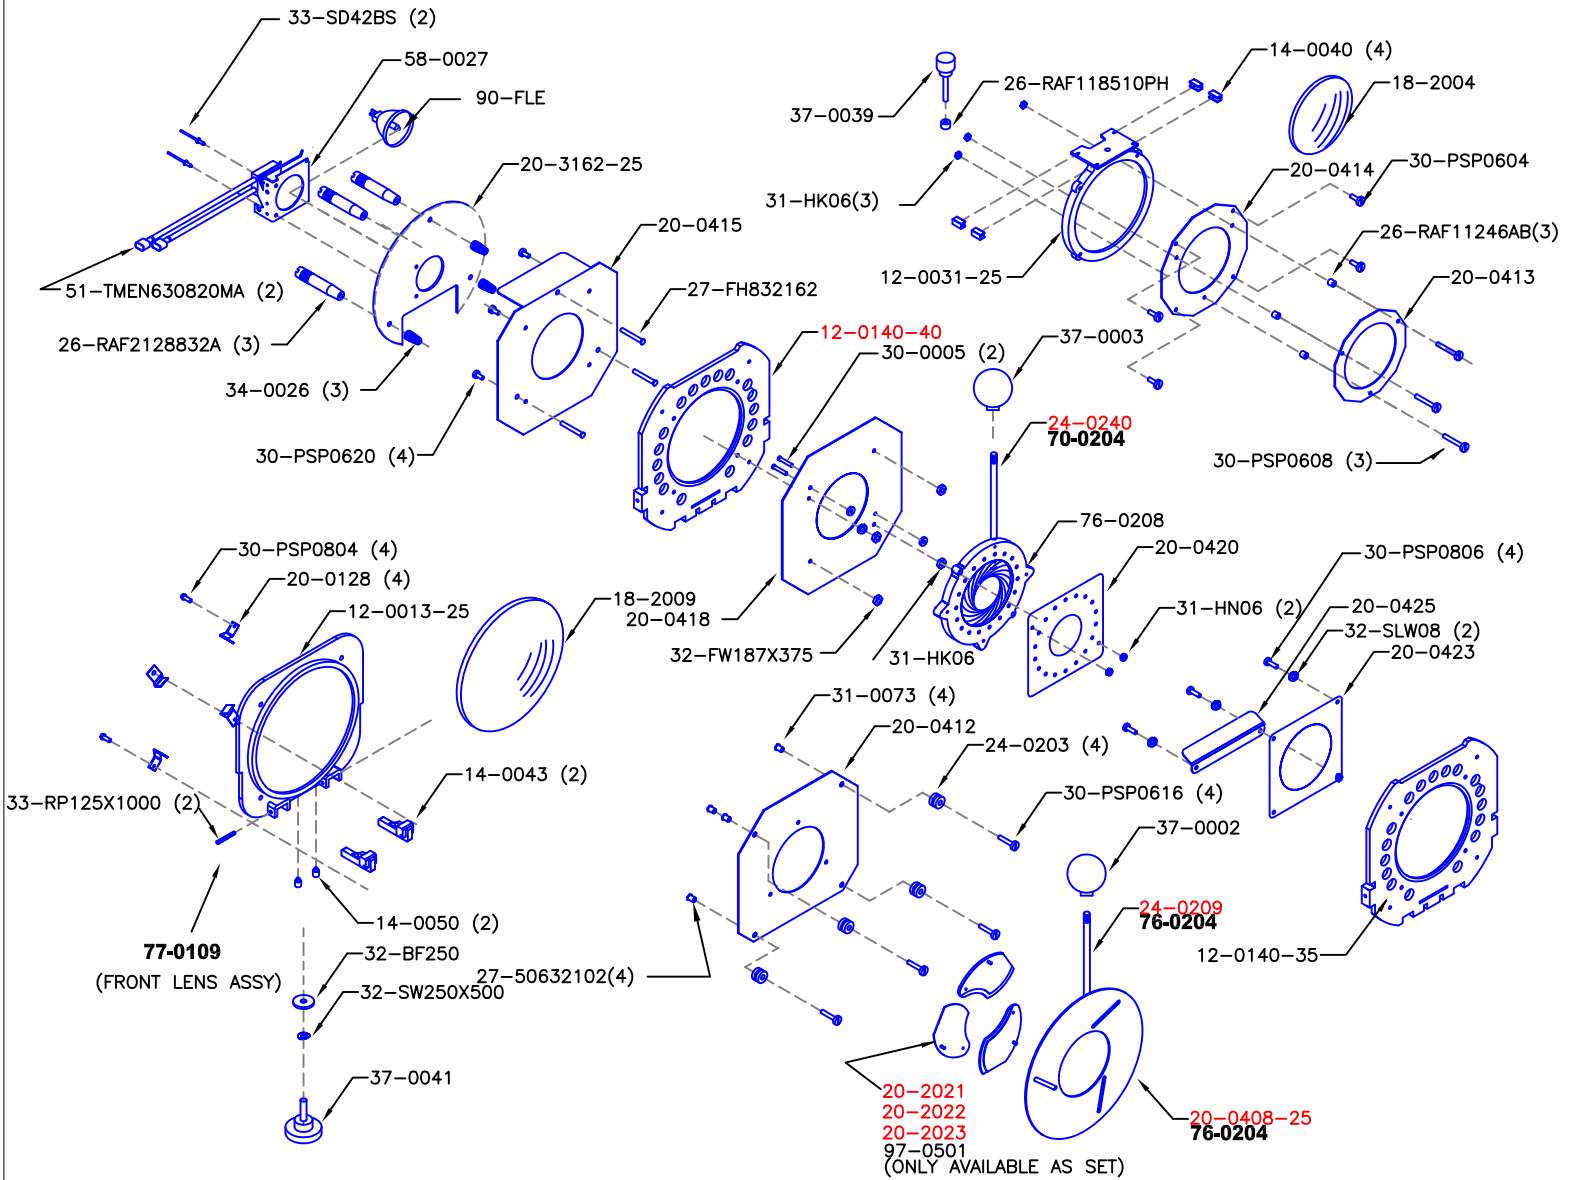 33-SD42BS (2)
58-0027
90-FLE
20-3162-25
20-0415
51-TMEN630820MA (2)
26-RAF2128832A (3)
34-0026 (3)
27-FH832162
30-PSP0620 (4)
12-0140-40
30-0005 (2)
37-0039
26-RAF118510PH
14-0040 (4)
18-2004
20-0414
30-PSP0604
31-HK06(3)
12-0031-25
26-RAF11246AB(3)
20-0413
37-0003
24-0240
70-0204
30-PSP0608 (3)
76-0208
20-0420
30-PSP0806 (4)
31-HN06 (2)
20-0425
32-SLW08 (2)
20-0423
30-PSP0804 (4)
20-0128 (4)
12-0013-25
18-2009
20-0418
32-FW187X375
31-HK06
31-0073 (4)
20-0412
24-0203 (4)
14-0043 (2)
33-RP125X1000 (2)
30-PSP0616 (4)
37-0002
24-0209
76-0204
12-0140-35
14-0050 (2)
77-0109
(FRONT LENS ASSY)
32-BF250
27-50632102(4)
32-SW250X500
37-0041
20-2021
20-2022
20-2023
97-0501
(ONLY AVAILABLE AS SET)
20-0408-25
76-0204